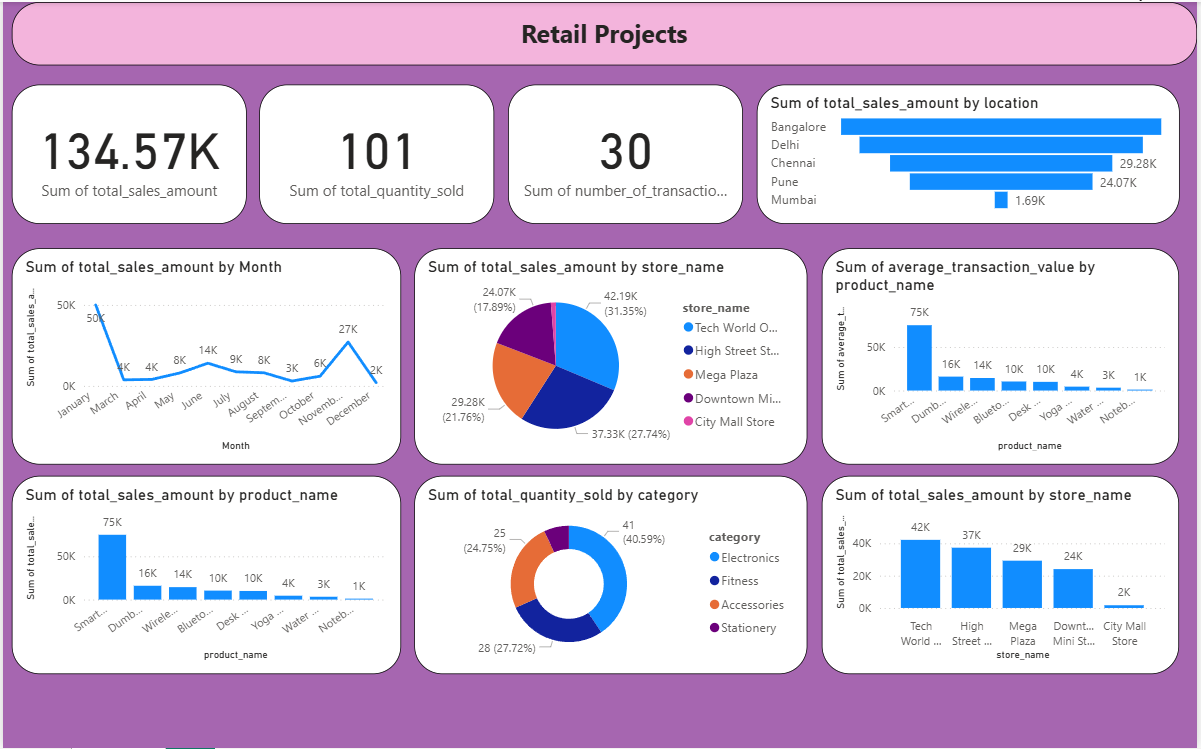 Retail Projects
134.57K
Sum of total_sales_amount
101
Sum of total_quantity_sold
30
Sum of number_of_transactio...
Sum of total_sales_amount by location
Bangalore
Delhi
Chennai
29.28K
Pune
24.07K
Mumbai
1.69K
Sum of total_sales_amount by Month
Sum of total_sales_a...
50K
0K
50K
4K
4K
8K
14K
9K
8K
3K
6K
27K
2K
January
March
April
May
June
July
August
Septem...
October
Novemb...
December
Month
Sum of total_sales_amount by store_name
24.07K
(17.89%)
42.19K
(31.35%)
29.28K
(21.76%)
37.33K (27.74%)
store_name
Tech World O...
High Street St...
Mega Plaza
Downtown Mi...
City Mall Store
Sum of average_transaction_value by
product_name
Sum of average_t...
50K
0K
75K
16K
14K
10K
10K
4K
3K
1K
Smart...
Dumb...
Wirele...
Blueto...
Desk ...
Yoga ...
Water ...
Noteb...
product_name
Sum of total_sales_amount by product_name
Sum of total_sale...
50K
0K
75K
16K
14K
10K
10K
4K
3K
1K
Smart...
Dumb...
Wirele...
Blueto...
Desk ...
Yoga ...
Water ...
Noteb...
product_name
Sum of total_quantity_sold by category
25
(24.75%)
41
(40.59%)
28 (27.72%)
category
Electronics
Fitness
Accessories
Stationery
Sum of total_sales_amount by store_name
Sum of total_sales_...
40K
20K
0K
42K
37K
29K
24K
2K
Tech
World ...
High
Street ...
Mega
Plaza
Downt...
Mini St...
City Mall
Store
store_name